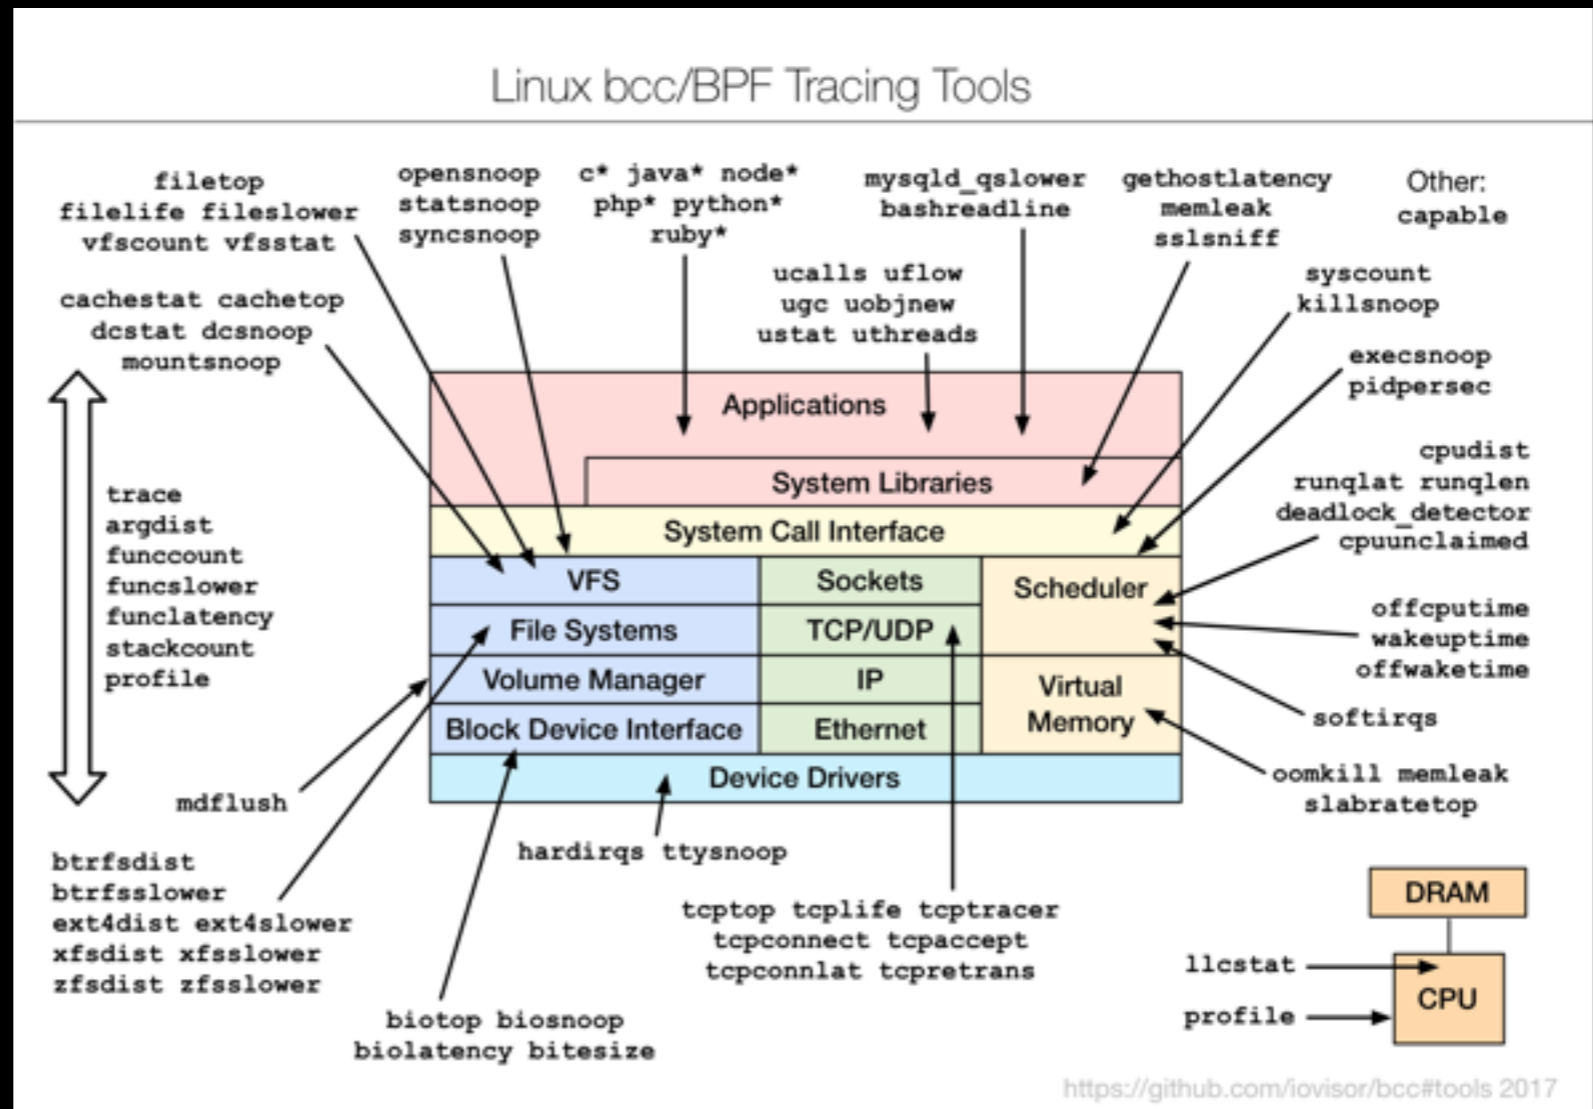 Linux bcc/BPF Tracing Tools
filetop
filelife fileslower
vfscount vfsstat
opensnoop
statsnoop
syncsnoop
c* java* node*
php* python*
ruby*
mysqld_qslower
bashreadline
gethostlatency
memleak
sslsniff
Other:
capable
cachestat cachetop
dcstat dcsnoop
mountsnoop
ucalls uflow
ugc uobjnew
ustat uthreads
syscount
killsnoop
execsnoop
pidpersec
trace
argdist
funccount
funcslower
funclatency
stackcount
profile
Applications
System Libraries
System Call Interface
VFS
File Systems
Volume Manager
Block Device Interface
Sockets
TCP/UDP
IP
Ethernet
Scheduler
Virtual
Memory
Device Drivers
cpudist
runqlat runqlen
deadlock_detector
cpuunclaimed
offcputime
wakeuptime
offwaketime
softirqs
oomkill memleak
slabratetop
mdflush
btrfsdist
btrfsslower
ext4dist ext4slower
xfsdist xfsslower
zfsdist zfsslower
hardirqs ttysnoop
biotop biosnoop
biolatency bitesize
tcptop tcplife tcptracer
tcpconnect tcpaccept
tcpconnlat tcpretrans
DRAM
llcstat
CPU
profile
https://github.com/iovisor/bcc#tools 2017